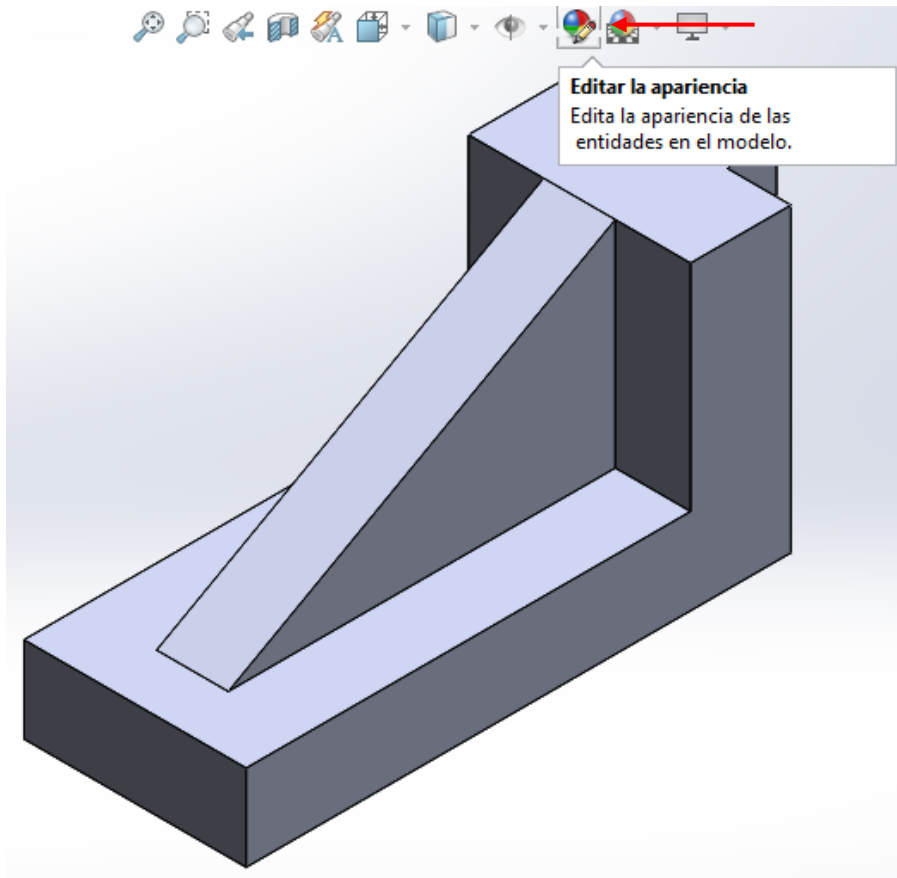 Editar la apariencia
Edita la apariencia de las
entidades en el modelo.